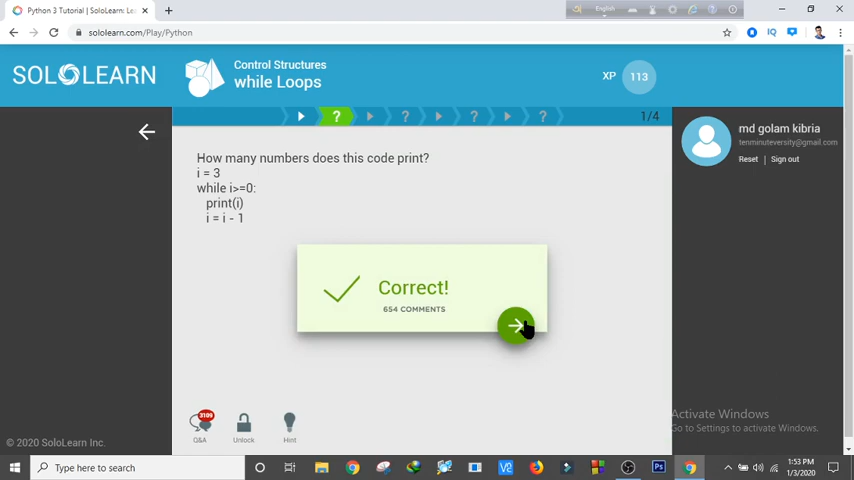 Python 3 Tutorial | SoloLearn: Lea
English
sololearn.com/Play/Python
SOLOLEARN
Control Structures
while Loops
XP 113
? ? ? ?
1/4
md golam kibria
tenminuteversity@gmail.com
Reset | Sign out
How many numbers does this code print?
i = 3
while i>=0:
print(i)
i = i - 1
Correct!
654 COMMENTS
3109
Q&A Unlock Hint
Activate Windows
Go to Settings to activate Windows.
© 2020 SoloLearn Inc.
Type here to search
1:53 PM
1/3/2020